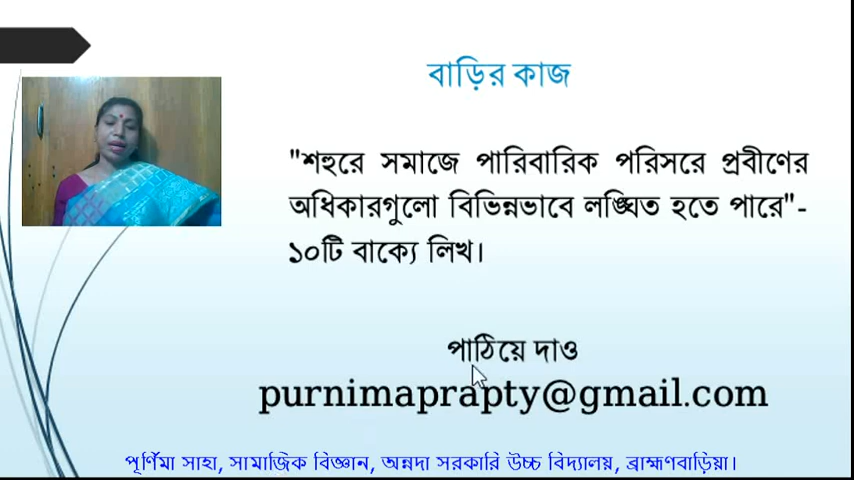 বাড়ির কাজ
"শহুরে সমাজে পারিবারিক পরিসরে প্রবীণের
অধিকারগুলো বিভিন্নভাবে লঙ্ঘিত হতে পারে"-
১০টি বাক্যে লিখ।
পাঠিয়ে দাও
purnimaprapty@gmail.com
পূর্ণিমা সাহা, সামাজিক বিজ্ঞান, অন্নদা সরকারি উচ্চ বিদ্যালয়, ব্রাহ্মণবাড়িয়া।